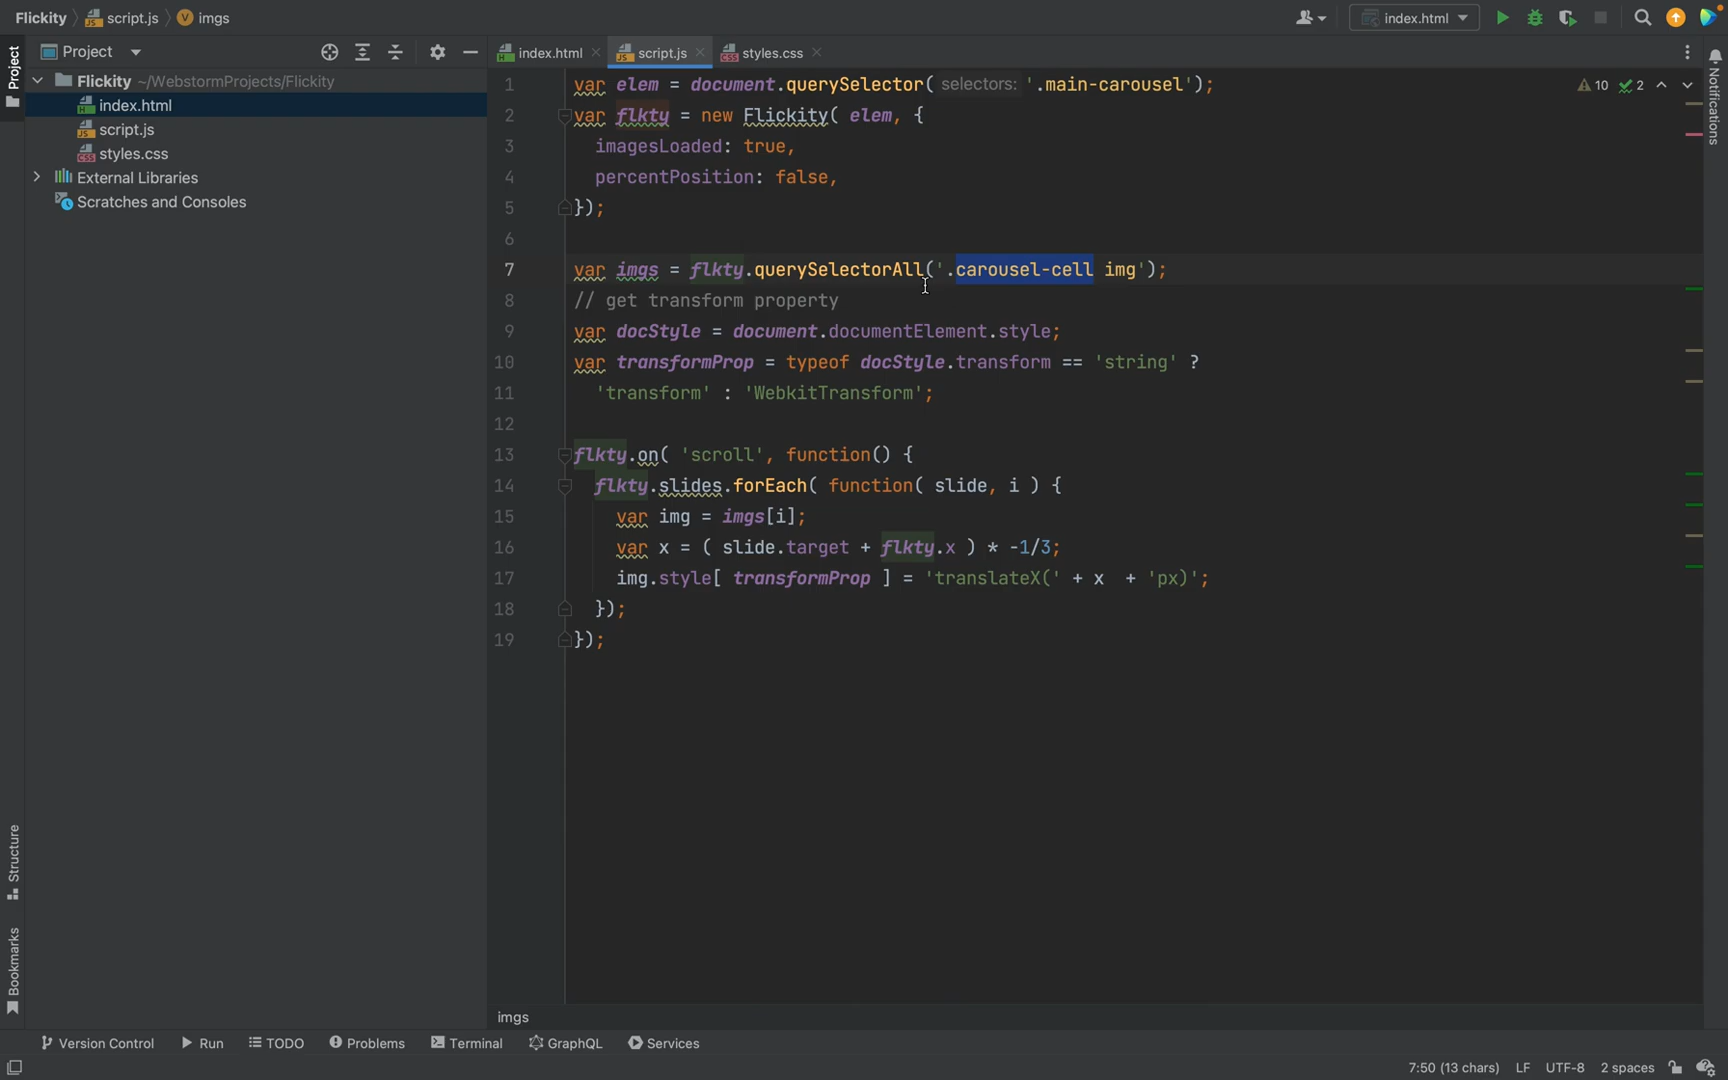 Flickity script.js imgs
index.html
Project
index.html script.js styles.css
Project
Notifications
Flickity ~/WebstormProjects/Flickity
index.html
script.js
styles.css
External Libraries
Scratches and Consoles
10 2
1 var elem = document.querySelector( selectors: '.main-carousel');
2 var flkty = new Flickity( elem, {
3 imagesLoaded: true,
4 percentPosition: false,
5 });
6
7 var imgs = flkty.querySelectorAll('.carousel-cell img');
8 // get transform property
9 var docStyle = document.documentElement.style;
10 var transformProp = typeof docStyle.transform == 'string' ?
11 'transform' : 'WebkitTransform';
12
13 flkty.on( 'scroll', function() {
14 flkty.slides.forEach( function( slide, i ) {
15 var img = imgs[i];
16 var x = ( slide.target + flkty.x ) * -1/3;
17 img.style[ transformProp ] = 'translateX(' + x  + 'px)';
18 });
19 });
Structure
Bookmarks
imgs
Version Control Run TODO Problems Terminal GraphQL Services
7:50 (13 chars) LF UTF-8 2 spaces